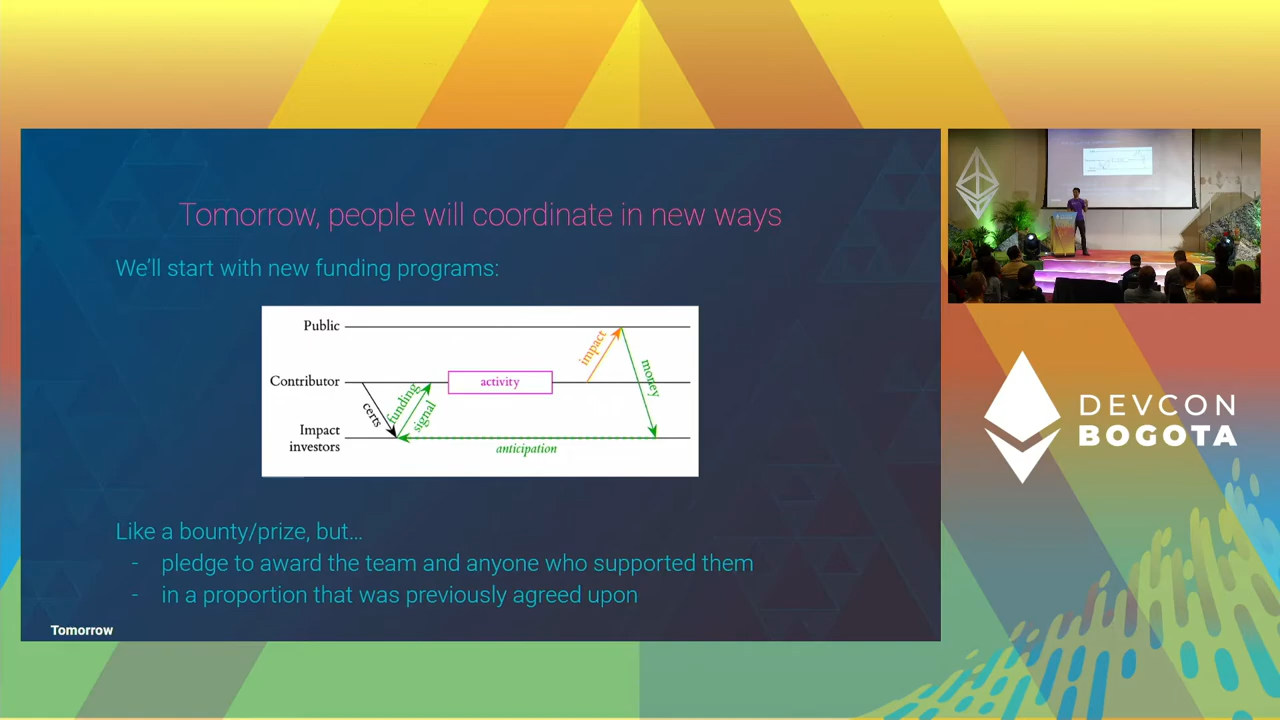 Tomorrow, people will coordinate in new ways
We'll start with new funding programs:
Public
Contributor
Impact
investors
certs
funding
signal
activity
impact
money
anticipation
Like a bounty/prize, but...
- pledge to award the team and anyone who supported them
- in a proportion that was previously agreed upon
Tomorrow
DEVCON
BOGOTA